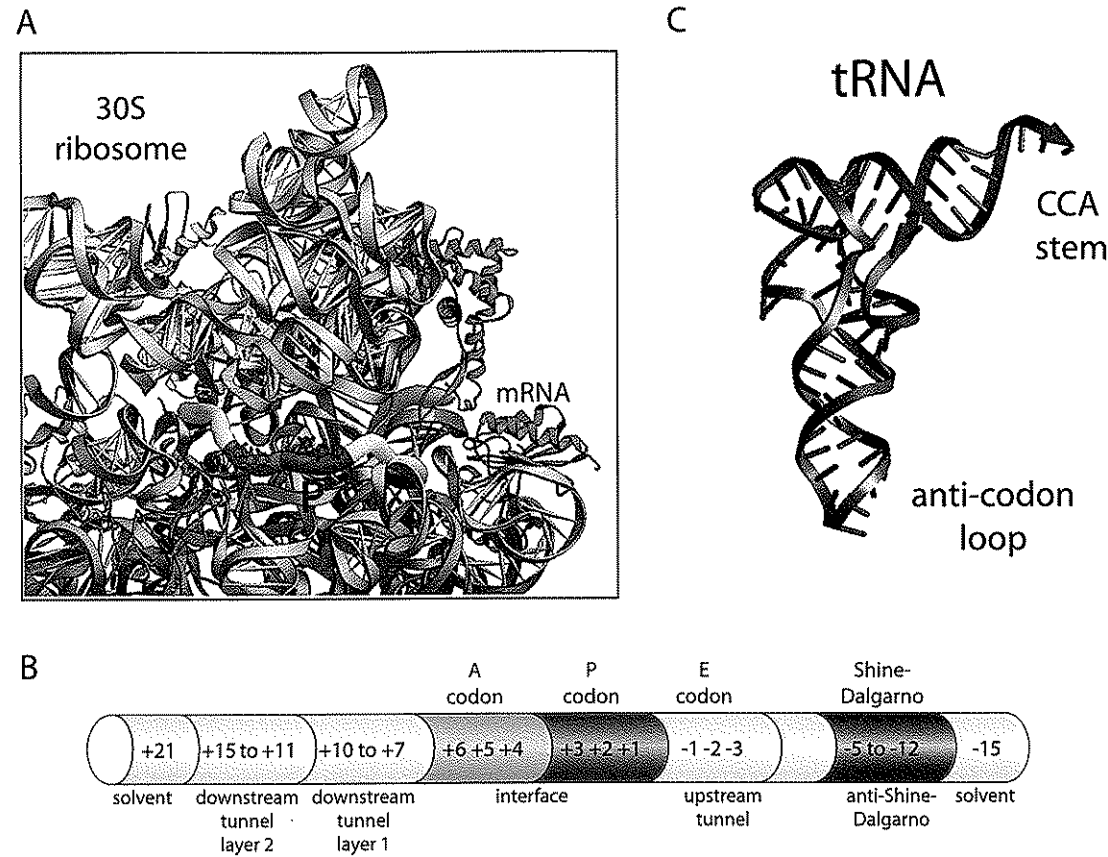 A
30S
ribosome
mRNA
P
C
tRNA
CCA
stem
anti-codon
loop
B
A
codon
P
codon
E
codon
Shine-
Dalgarno
+21
+15 to +11
+10 to +7
+6 +5 +4
+3 +2 +1
-1 -2 -3
-5 to -12
-15
solvent
downstream
tunnel
layer 2
downstream
tunnel
layer 1
interface
upstream
tunnel
anti-Shine-
Dalgarno
solvent